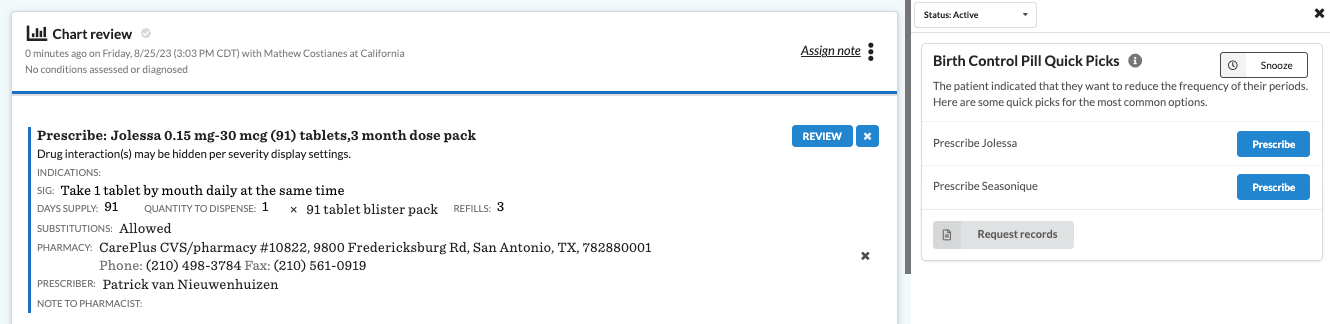 Chart review
0 minutes ago on Friday, 8/25/23 (3:03 PM CDT) with Mathew Costianes at California
No conditions assessed or diagnosed
Assign note
Prescribe: Jolessa 0.15 mg-30 mcg (91) tablets,3 month dose pack
REVIEW
Drug interaction(s) may be hidden per severity display settings.
INDICATIONS:
SIG: Take 1 tablet by mouth daily at the same time
DAYS SUPPLY: 91 QUANTITY TO DISPENSE: 1 × 91 tablet blister pack REFILLS: 3
SUBSTITUTIONS: Allowed
PHARMACY: CarePlus CVS/pharmacy #10822, 9800 Fredericksburg Rd, San Antonio, TX, 782880001
Phone: (210) 498-3784 Fax: (210) 561-0919
PRESCRIBER: Patrick van Nieuwenhuizen
NOTE TO PHARMACIST:
Status: Active
Birth Control Pill Quick Picks
Snooze
The patient indicated that they want to reduce the frequency of their periods.
Here are some quick picks for the most common options.
Prescribe Jolessa
Prescribe
Prescribe Seasonique
Prescribe
Request records